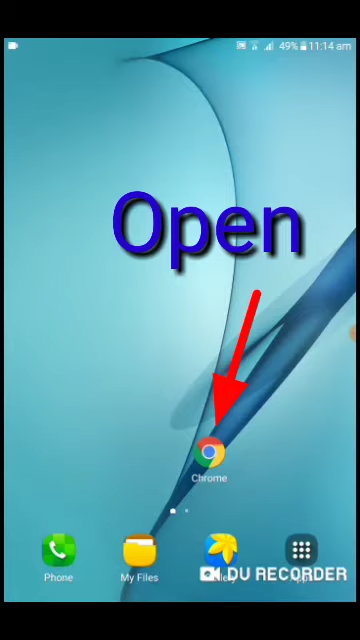 49% 11:14 am
Open
Chrome
Phone
My Files
DU RECORDER